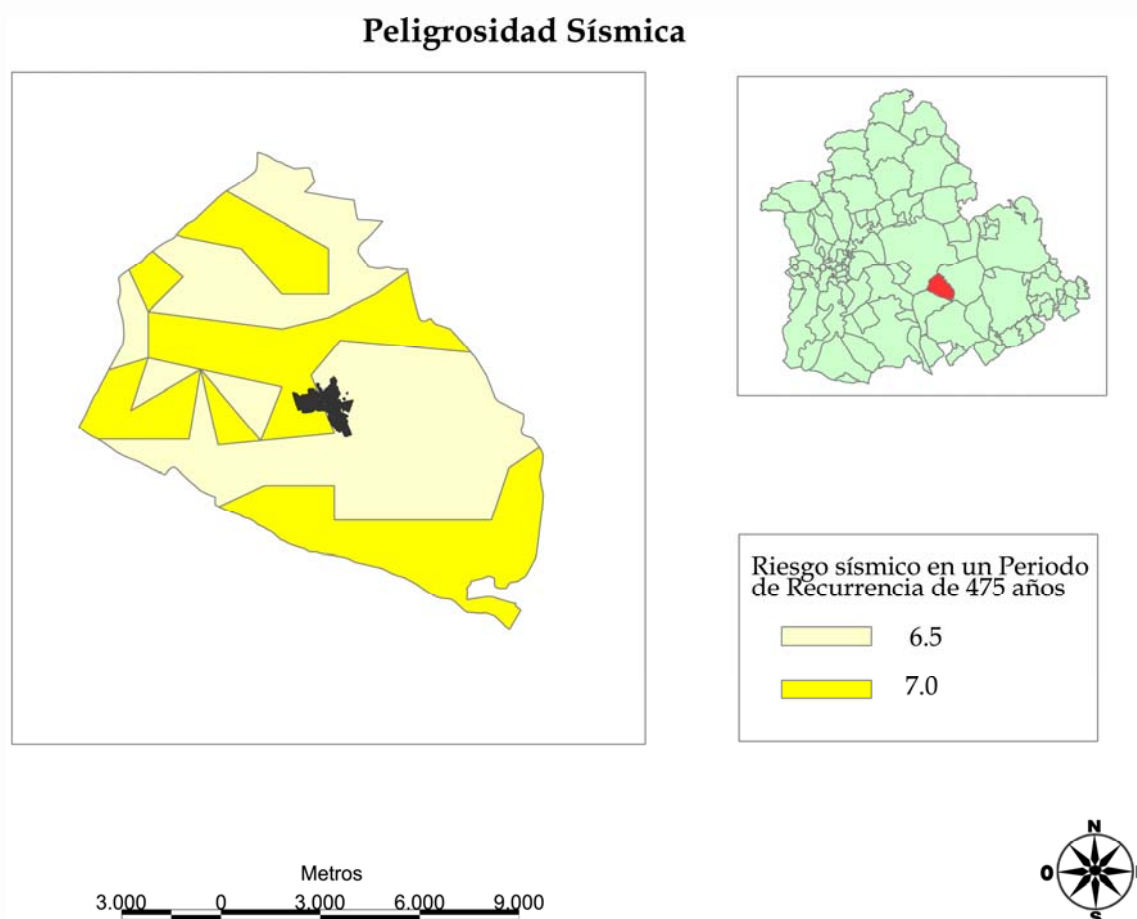 Peligrosidad Sísmica
Riesgo sísmico en un Periodo
de Recurrencia de 475 años
6.5
7.0
Metros
3.000 0 3.000 6.000 9.000
N
O
S